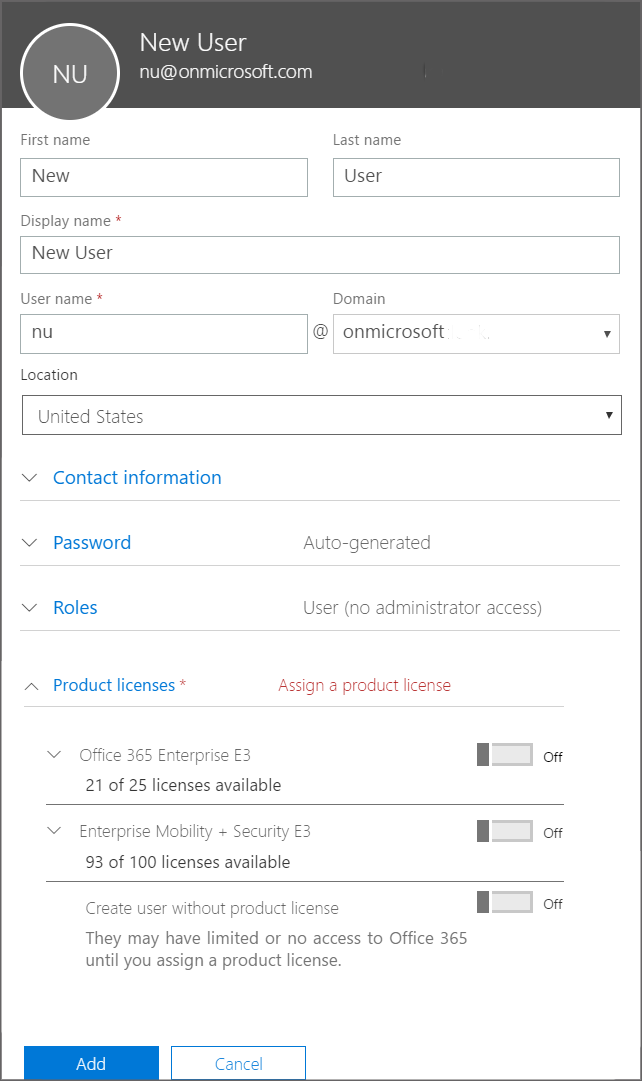 NU
New User
nu@onmicrosoft.com
First name
Last name
New
User
Display name *
New User
User name *
Domain
nu
@
onmicrosoft
Location
United States
Contact information
Password
Auto-generated
Roles
User (no administrator access)
Product licenses *
Assign a product license
Office 365 Enterprise E3
Off
21 of 25 licenses available
Enterprise Mobility + Security E3
Off
93 of 100 licenses available
Create user without product license
Off
They may have limited or no access to Office 365
until you assign a product license.
Add
Cancel